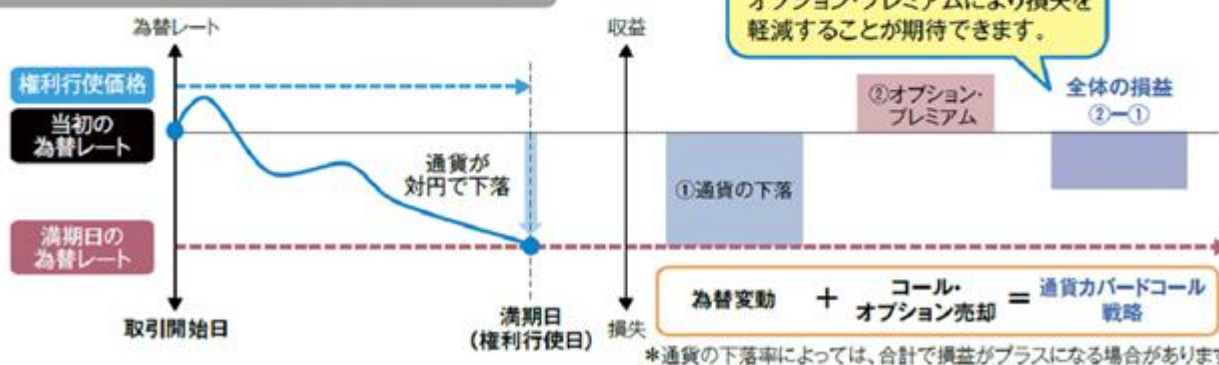 オプション・プレミアムにより損失を
軽減することが期待できます。
為替レート
収益
権利行使価格
当初の
為替レート
通貨が
対円で下落
満期日の
為替レート
取引開始日
満期日
(権利行使日)
損失
①通貨の下落
②オプション・
プレミアム
全体の損益
②ー①
為替変動 + コール・
オプション売却 = 通貨カバードコール
戦略
*通貨の下落率によっては、合計で損益がプラスになる場合があります